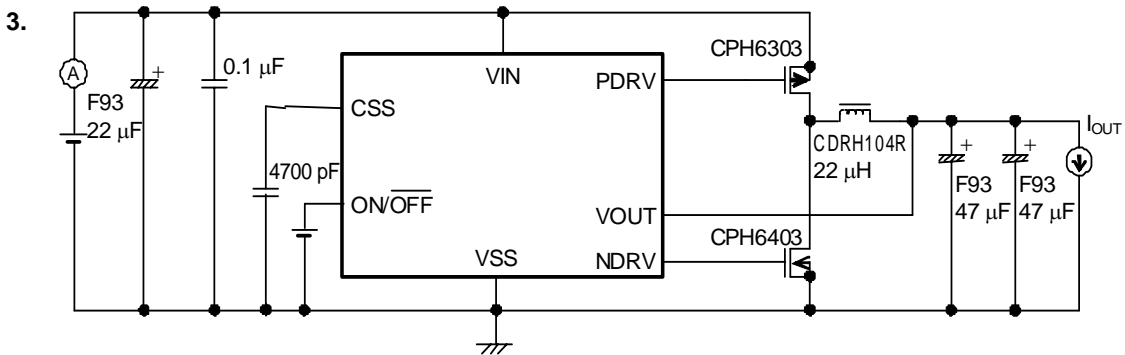 3.
CPH6303
A
0.1 μF
VIN
PDRV
F93
22 μF
CSS
IOUT
CDRH104R
22 μH
4700 pF
F93
47 μF
F93
47 μF
ON/OFF
VOUT
CPH6403
VSS
NDRV